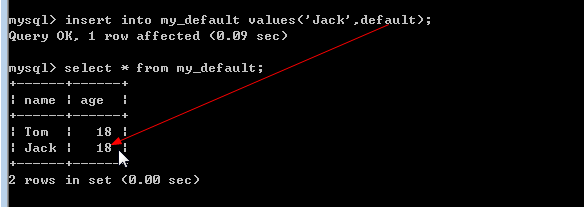 mysql> insert into my_default values('Jack',default);
Query OK, 1 row affected (0.09 sec)
mysql> select * from my_default;
+------+------+
| name | age  |
+------+------+
| Tom  |   18 |
| Jack |   18 |
+------+------+
2 rows in set (0.00 sec)